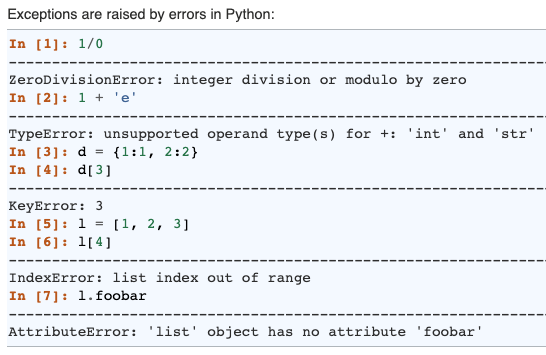 Exceptions are raised by errors in Python:
In [1]: 1/0
---------------------------------------------------------------------------
ZeroDivisionError: integer division or modulo by zero
In [2]: 1 + 'e'
---------------------------------------------------------------------------
TypeError: unsupported operand type(s) for +: 'int' and 'str'
In [3]: d = {1:1, 2:2}
In [4]: d[3]
---------------------------------------------------------------------------
KeyError: 3
In [5]: l = [1, 2, 3]
In [6]: l[4]
---------------------------------------------------------------------------
IndexError: list index out of range
In [7]: l.foobar
---------------------------------------------------------------------------
AttributeError: 'list' object has no attribute 'foobar'